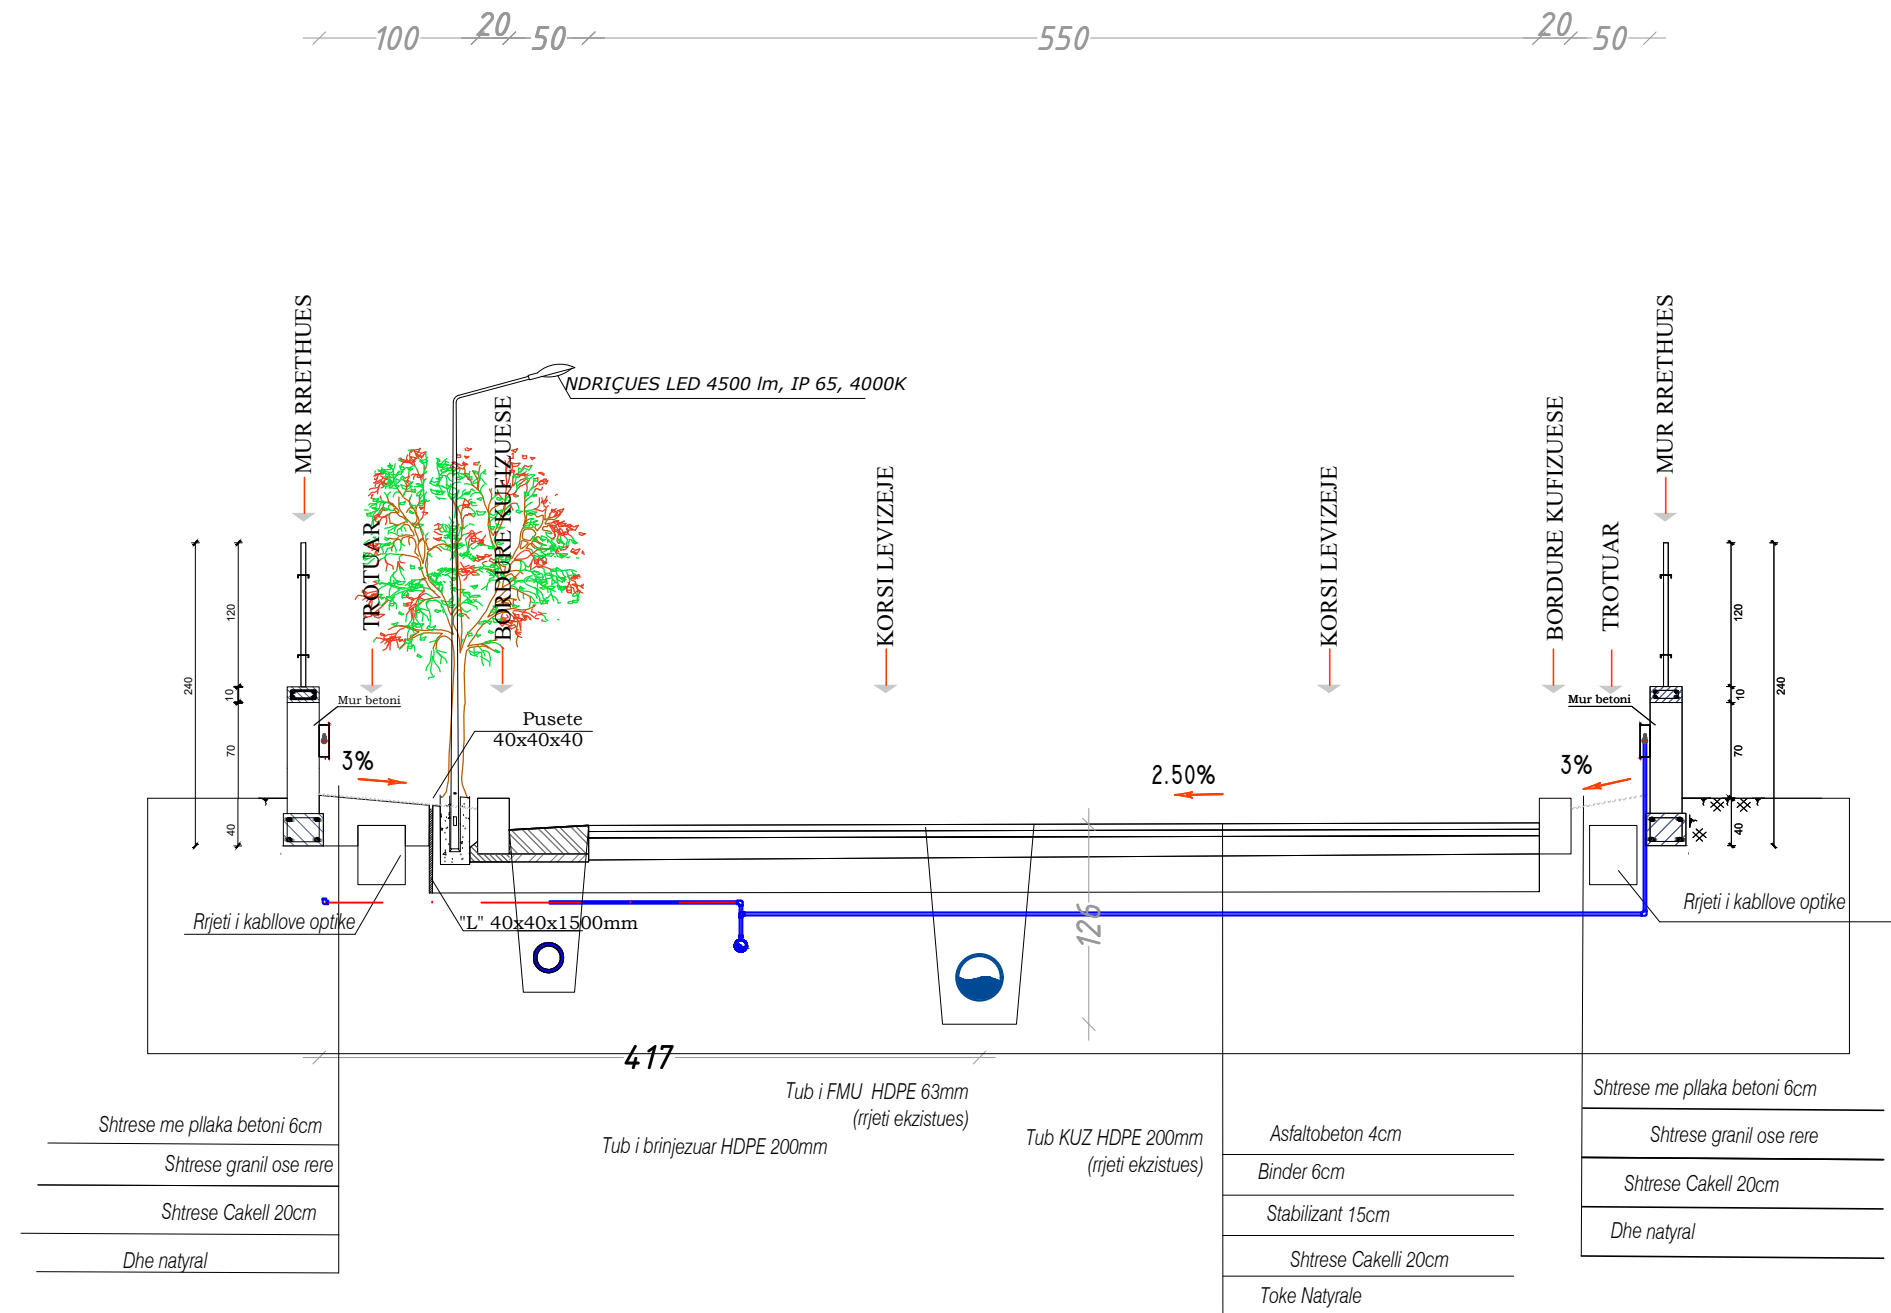 100
20
50
550
20
50
MUR RRETHUES
MUR RRETHUES
NDRIÇUES LED 4500 lm, IP 65, 4000K
BORDURE KUFIZUESE
BORDURE KUFIZUESE
TROTUAR
KORSI LEVIZEJE
KORSI LEVIZEJE
TROTUAR
240
120
10
70
40
120
10
70
40
240
Mur betoni
Mur betoni
Pusete
40x40x40
3%
2.50%
3%
Rrjeti i kabllove optike
"L" 40x40x1500mm
126
Rrjeti i kabllove optike
417
Tub i FMU HDPE 63mm
(rrjeti ekzistues)
Tub i brinjezuar HDPE 200mm
Tub KUZ HDPE 200mm
(rrjeti ekzistues)
Shtrese me pllaka betoni 6cm
Shtrese granil ose rere
Shtrese Cakell 20cm
Dhe natyral
Asfaltobeton 4cm
Binder 6cm
Stabilizant 15cm
Shtrese Cakelli 20cm
Toke Natyrale
Shtrese me pllaka betoni 6cm
Shtrese granil ose rere
Shtrese Cakell 20cm
Dhe natyral